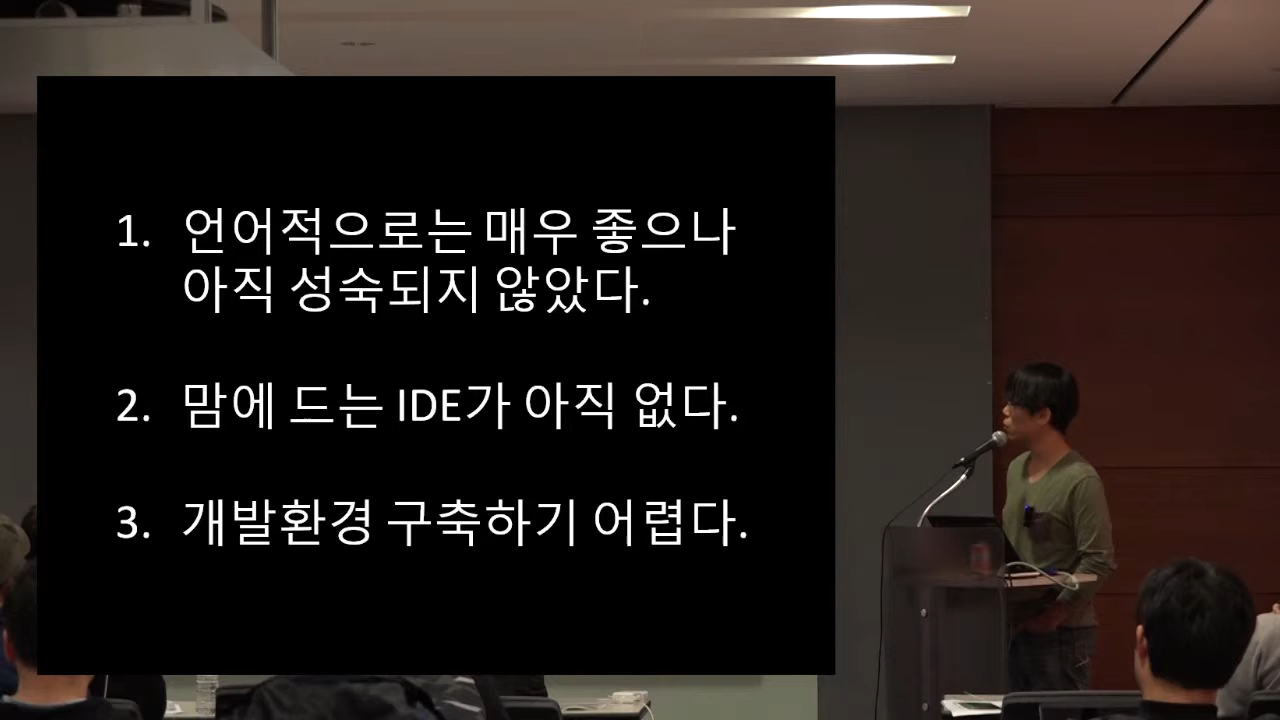 1. 언어적으로는 매우 좋으나
아직 성숙되지 않았다.
2. 맘에 드는 IDE가 아직 없다.
3. 개발환경 구축하기 어렵다.